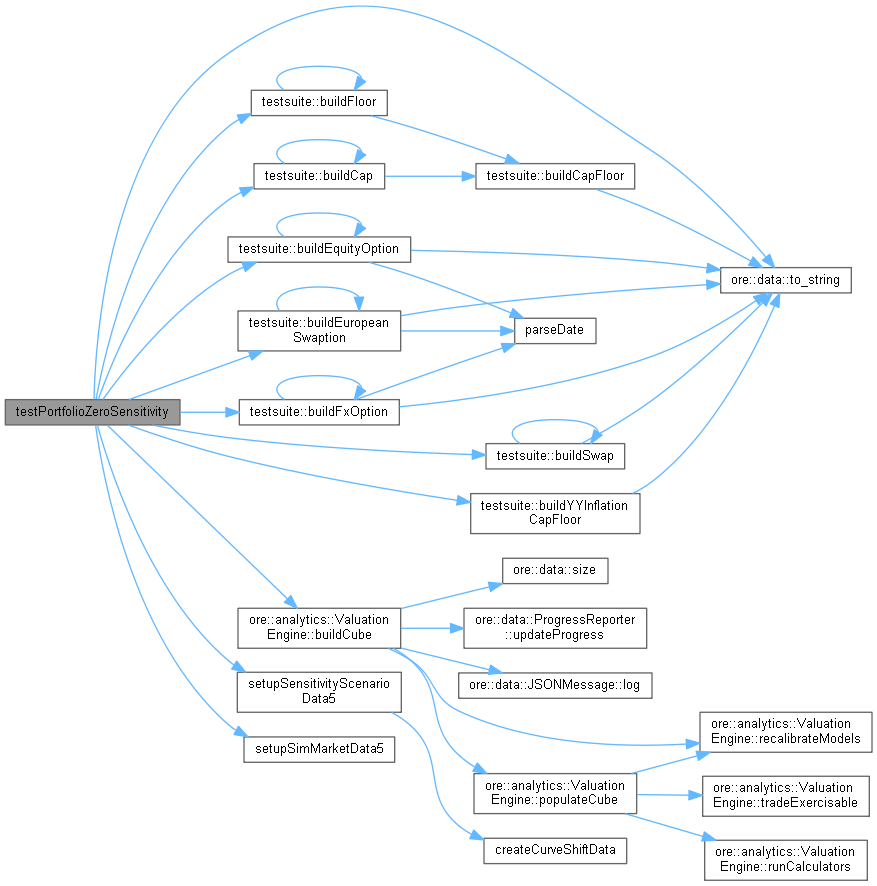 testsuite::buildFloor
testsuite::buildCap
testsuite::buildCapFloor
testsuite::buildEquityOption
ore::data::to_string
testsuite::buildEuropean
Swaption
parseDate
testPortfolioZeroSensitivity
testsuite::buildFxOption
testsuite::buildSwap
testsuite::buildYYInflation
CapFloor
ore::data::size
ore::analytics::Valuation
Engine::buildCube
ore::data::ProgressReporter
::updateProgress
setupSensitivityScenario
Data5
ore::data::JSONMessage::log
setupSimMarketData5
ore::analytics::Valuation
Engine::recalibrateModels
ore::analytics::Valuation
Engine::populateCube
ore::analytics::Valuation
Engine::tradeExercisable
createCurveShiftData
ore::analytics::Valuation
Engine::runCalculators